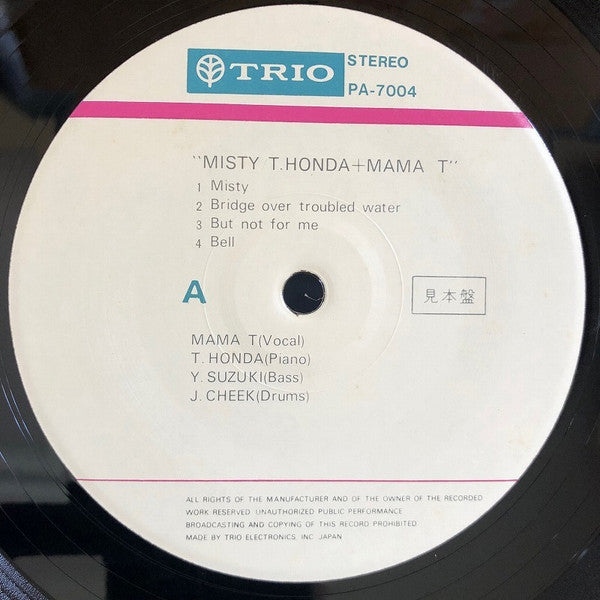 TRIO
STEREO
PA-7004
"MISTY T.HONDA+MAMA T"
1 Misty
2 Bridge over troubled water
3 But not for me
4 Bell
A
見本盤
MAMA T(Vocal)
T. HONDA(Piano)
Y. SUZUKI(Bass)
J. CHEEK(Drums)
ALL RIGHTS OF THE MANUFACTURER AND OF THE OWNER OF THE RECORDED
WORK RESERVED UNAUTHORIZED PUBLIC PERFORMANCE
BROADCASTING AND COPYING OF THIS RECORD PROHIBITED
MADE BY TRIO ELECTRONICS, INC JAPAN